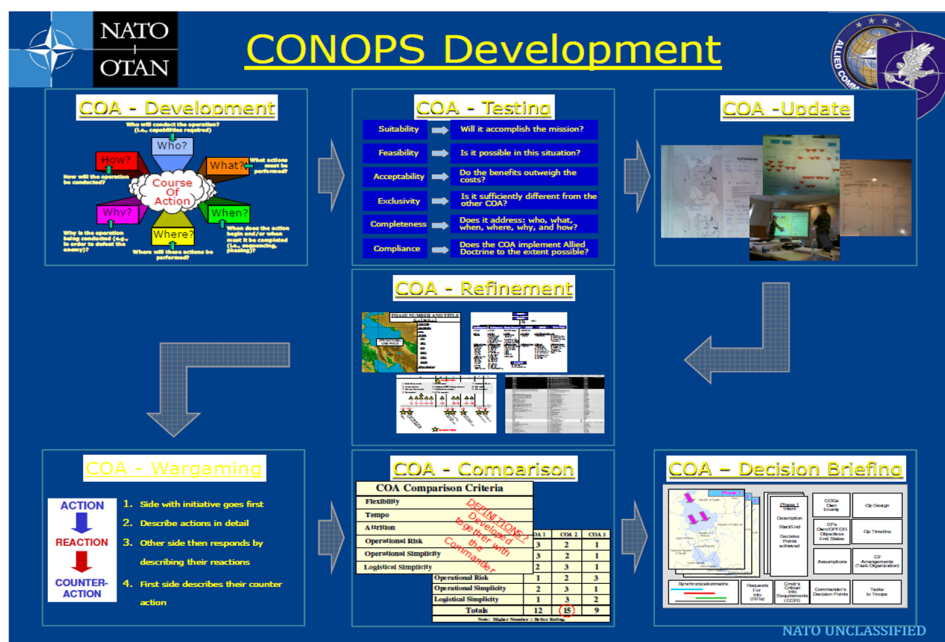 NATO
OTAN
CONOPS Development
COA - Development
Who will conduct the operation?
(i.e., capabilities required)
Who?
How?
What?
What actions
must be
performed?
How will the operation
be conducted?
Course
Of
Action
Why?
When?
Where?
Why is the operation
being conducted (e.g.,
in order to defeat the
enemy)?
When does the action
begin and/or when
must it be completed
(i.e., sequencing,
phasing)?
Where will these actions be
performed?
COA - Testing
Suitability Will it accomplish the mission?
Feasibility Is it possible in this situation?
Acceptability Do the benefits outweigh the
costs?
Exclusivity Is it sufficiently different from the
other COA?
Completeness Does it address: who, what,
when, where, why, and how?
Compliance Does the COA implement Allied
Doctrine to the extent possible?
COA -Update
ALLIED
COA - Refinement
PHASE NUMBER AND TITLE
COA - Wargaming
ACTION
REACTION
COUNTER-
ACTION
1. Side with initiative goes first
2. Describe actions in detail
3. Other side then responds by
describing their reactions
4. First side describes their counter
action
COA - Comparison
COA Comparison Criteria
Flexibility
Tempo
Attrition
Operational Risk
Operational Simplicity
Logistical Simplicity
Developed
together with
the
Commander
COA 2 COA 3
3 2 1
3 2 1
2 3 1
Operational Risk 1 2 3
Operational Simplicity 2 3 1
Logistical Simplicity 1 3 2
Totals 12 15 9
Note: Higher Number = Better Rating
COA – Decision Briefing
Phase I
Description
Decision
Points
achieved
COGs
Own
Enemy
Op Design
DPs
Own/OPFOR
Objectives
End States
Op Timeline
Assumptions
C2
Arrangements
(Task Organization)
Synchronisationmatrix
Requests
For
Info
(RFIs)
Cmdr's
Critical
Info
Requirements
(CCIR)
Commander's
Decision Points
Tasks
to Troops
NATO UNCLASSIFIED